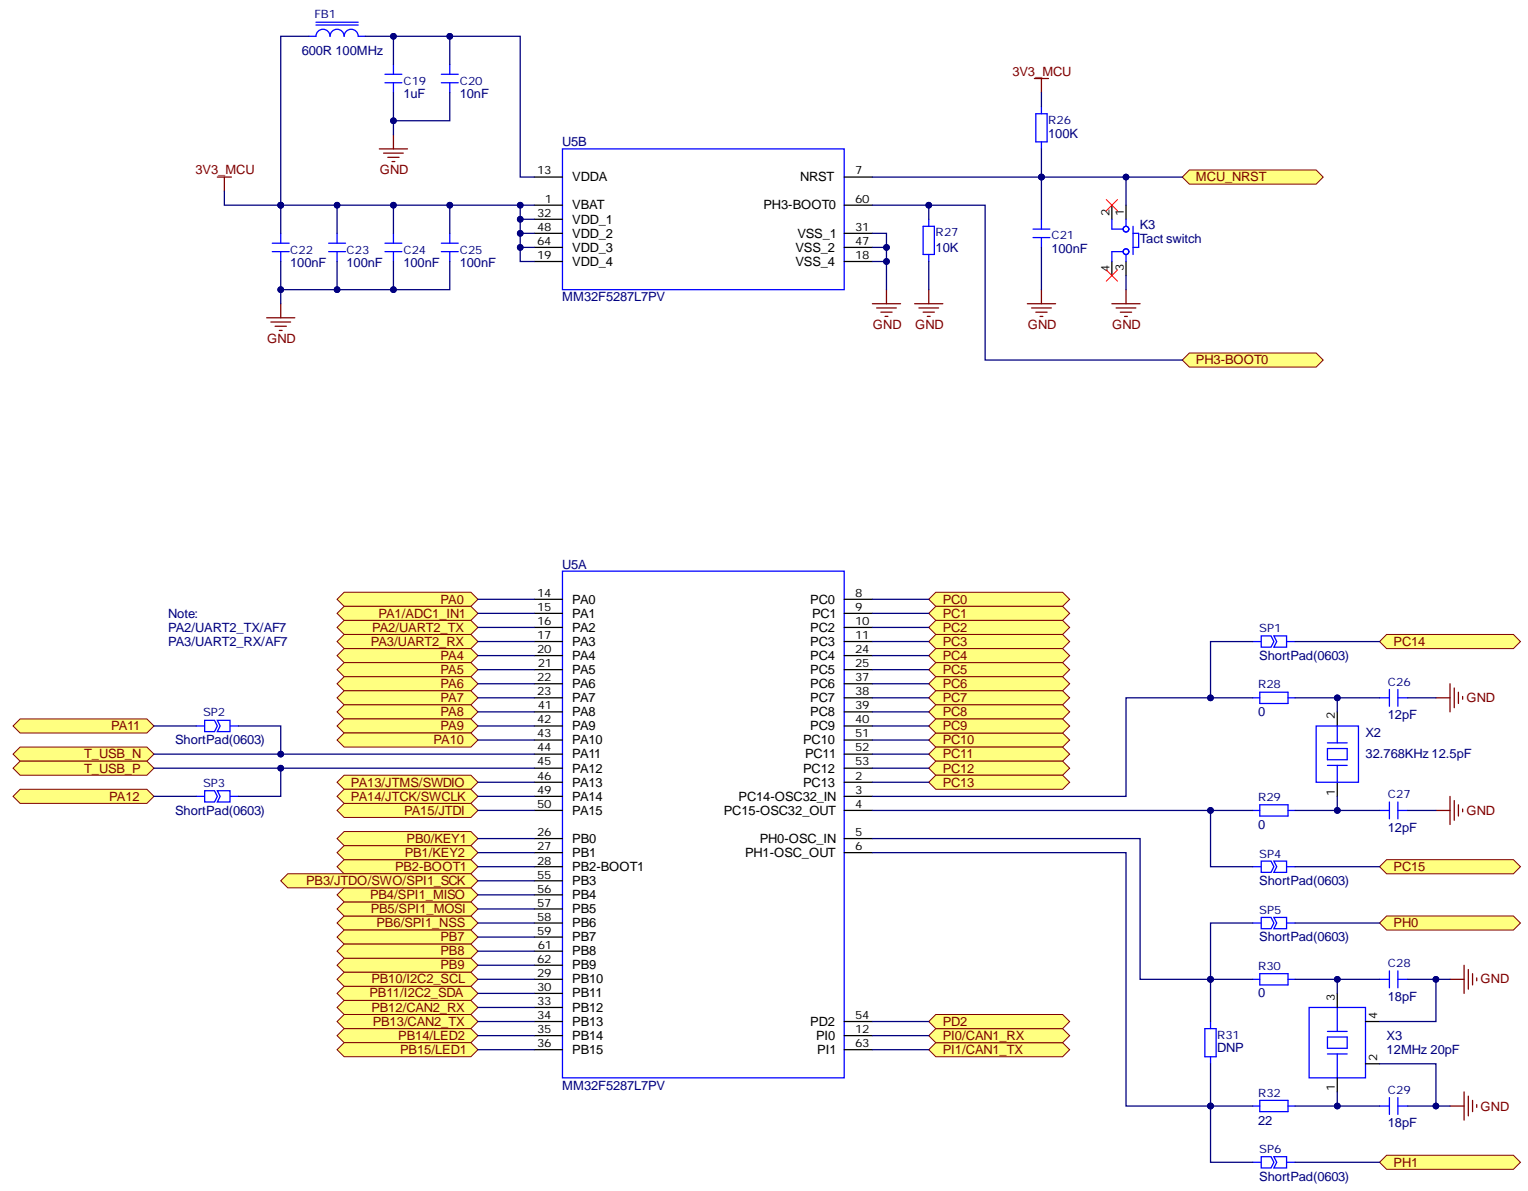 FB1
600R 100MHz
C19
1uF
C20
10nF
GND
3V3_MCU
C22
100nF
C23
100nF
C24
100nF
C25
100nF
GND
U5B
13 VDDA
1 VBAT
32 VDD_1
48 VDD_2
64 VDD_3
19 VDD_4
NRST 7
PH3-BOOT0 60
VSS_1 31
VSS_2 47
VSS_4 18
MM32F5287L7PV
GND
R27
10K
GND
3V3_MCU
R26
100K
C21
100nF
GND
2
1
K3
Tact switch
4
3
GND
MCU_NRST
PH3-BOOT0
Note:
PA2/UART2_TX/AF7
PA3/UART2_RX/AF7
U5A
PA0 14 PA0
PA1/ADC1_IN1 15 PA1
PA2/UART2_TX 16 PA2
PA3/UART2_RX 17 PA3
PA4 20 PA4
PA5 21 PA5
PA6 22 PA6
PA7 23 PA7
PA8 41 PA8
PA9 42 PA9
PA10 43 PA10
PA11
SP2
ShortPad(0603)
T_USB_N 44 PA11
T_USB_P 45 PA12
PA12
SP3
ShortPad(0603)
PA13/JTMS/SWDIO 46 PA13
PA14/JTCK/SWCLK 49 PA14
PA15/JTDI 50 PA15
PB0/KEY1 26 PB0
PB1/KEY2 27 PB1
PB2-BOOT1 28 PB2-BOOT1
PB3/JTDO/SWO/SPI1_SCK 55 PB3
PB4/SPI1_MISO 56 PB4
PB5/SPI1_MOSI 57 PB5
PB6/SPI1_NSS 58 PB6
PB7 59 PB7
PB8 61 PB8
PB9 62 PB9
PB10/I2C2_SCL 29 PB10
PB11/I2C2_SDA 30 PB11
PB12/CAN2_RX 33 PB12
PB13/CAN2_TX 34 PB13
PB14/LED2 35 PB14
PB15/LED1 36 PB15
PC0 8 PC0
PC1 9 PC1
PC2 10 PC2
PC3 11 PC3
PC4 24 PC4
PC5 25 PC5
PC6 37 PC6
PC7 38 PC7
PC8 39 PC8
PC9 40 PC9
PC10 51 PC10
PC11 52 PC11
PC12 53 PC12
PC13 2 PC13
PC14-OSC32_IN 3
PC15-OSC32_OUT 4
PH0-OSC_IN 5
PH1-OSC_OUT 6
PD2 54 PD2
PI0 12 PI0/CAN1_RX
PI1 63 PI1/CAN1_TX
MM32F5287L7PV
SP1
ShortPad(0603)
PC14
R28
0
C26
12pF
GND
2
X2
32.768KHz 12.5pF
1
R29
0
C27
12pF
GND
SP4
ShortPad(0603)
PC15
SP5
ShortPad(0603)
PH0
R30
0
C28
18pF
GND
3
4
R31
DNP
X3
12MHz 20pF
2
1
R32
22
C29
18pF
GND
SP6
ShortPad(0603)
PH1